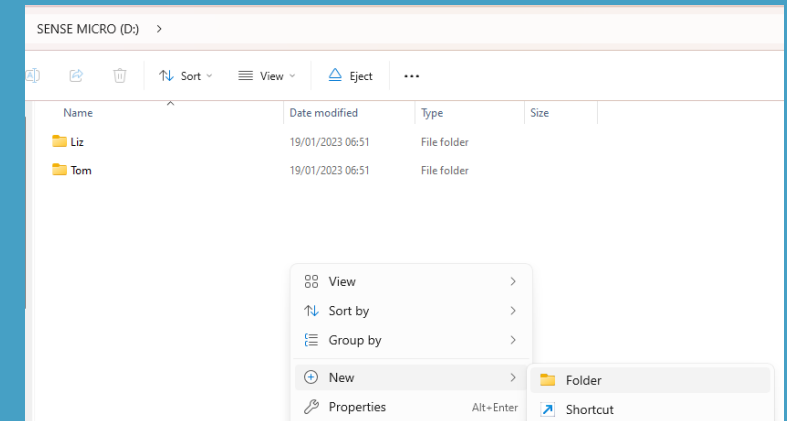 SENSE MICRO (D:)
Sort View Eject
Name Date modified Type Size
Liz 19/01/2023 06:51 File folder
Tom 19/01/2023 06:51 File folder
View
Sort by
Group by
New
Folder
Properties Alt+Enter
Shortcut